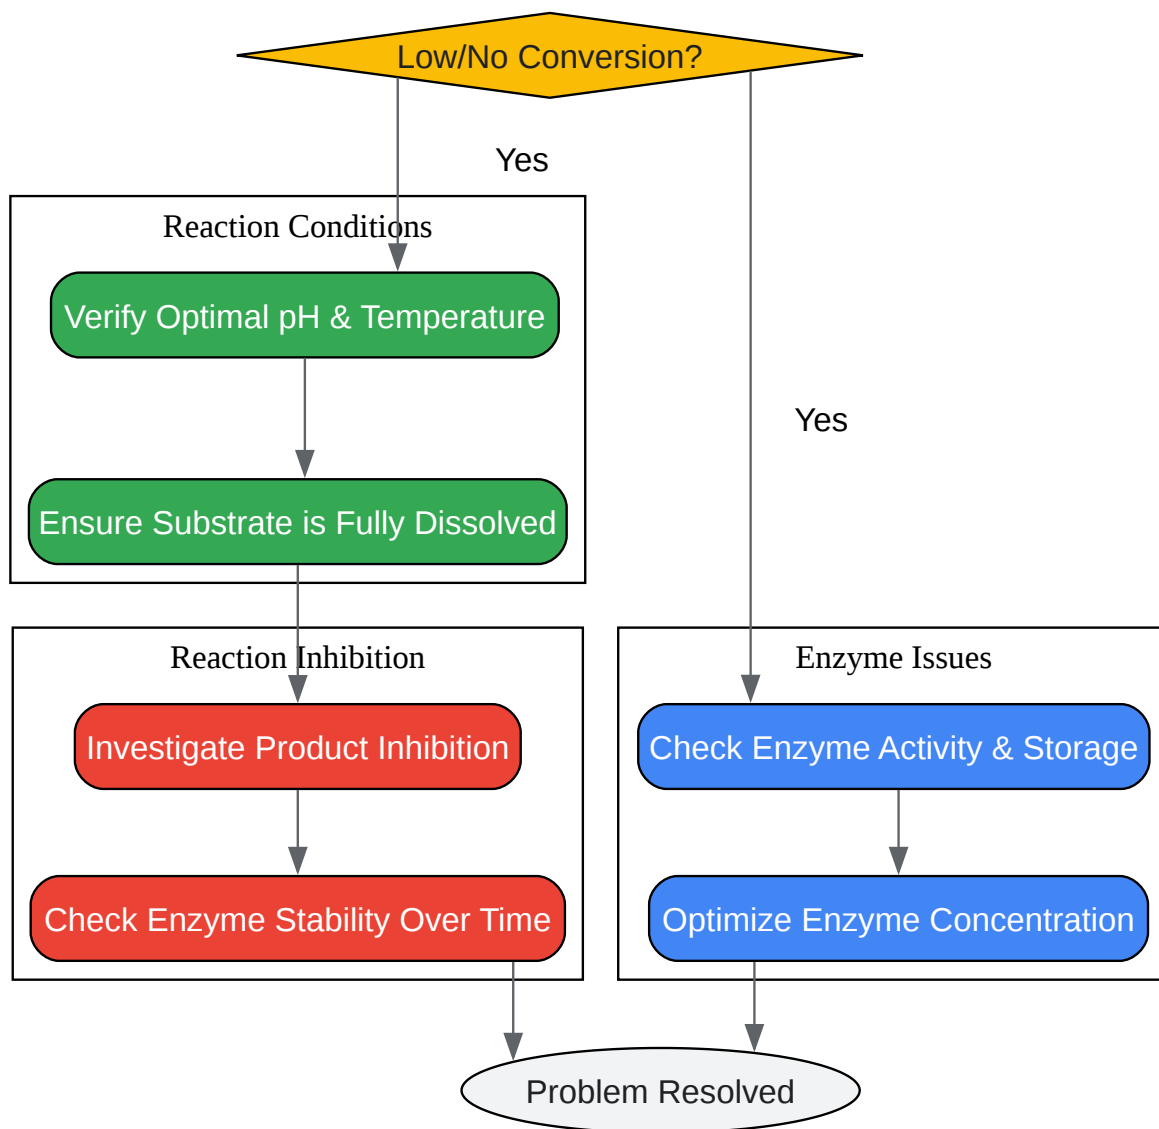 Low/No Conversion?
Yes
Reaction Conditions
Verify Optimal pH & Temperature
Yes
Ensure Substrate is Fully Dissolved
Reaction Inhibition
Enzyme Issues
Investigate Product Inhibition
Check Enzyme Activity & Storage
Check Enzyme Stability Over Time
Optimize Enzyme Concentration
Problem Resolved